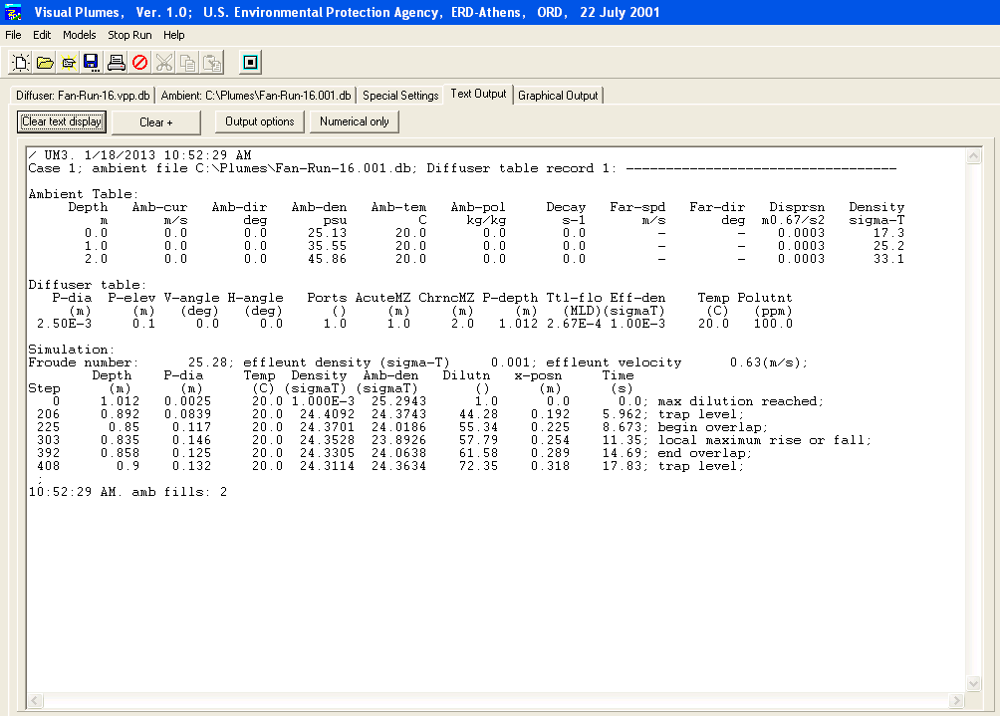 Visual Plumes, Ver. 1.0; U.S. Environmental Protection Agency, ERD-Athens, ORD, 22 July 2001
File Edit Models Stop Run Help
Diffuser: Fan-Run-16.vpp.db Ambient: C:\Plumes\Fan-Run-16.001.db Special Settings Text Output Graphical Output
Clear text display Clear + Output options Numerical only
/ UM3. 1/18/2013 10:52:29 AM
Case 1; ambient file C:\Plumes\Fan-Run-16.001.db; Diffuser table record 1: ----------------------------------
Ambient Table:
Depth Amb-cur Amb-dir Amb-den Amb-tem Amb-pol Decay Far-spd Far-dir Disprsn Density
m m/s deg psu C kg/kg s-1 m/s deg m0.67/s2 sigma-T
0.0 0.0 0.0 25.13 20.0 0.0 0.0 - - 0.0003 17.3
1.0 0.0 0.0 35.55 20.0 0.0 0.0 - - 0.0003 25.2
2.0 0.0 0.0 45.86 20.0 0.0 0.0 - - 0.0003 33.1
Diffuser table:
P-dia P-elev V-angle H-angle Ports AcuteMZ ChrncMZ P-depth Ttl-flo Eff-den Temp Polutnt
(m) (m) (deg) (deg) () (m) (m) (m) (MLD)(sigmaT) (C) (ppm)
2.50E-3 0.1 0.0 0.0 1.0 1.0 2.0 1.012 2.67E-4 1.00E-3 20.0 100.0
Simulation:
Froude number: 25.28; effleunt density (sigma-T) 0.001; effleunt velocity 0.63(m/s);
Depth P-dia Temp Density Amb-den Dilutn x-posn Time
Step (m) (m) (C) (sigmaT) (sigmaT) () (m) (s)
0 1.012 0.0025 20.0 1.000E-3 25.2943 1.0 0.0 0.0; max dilution reached;
206 0.892 0.0839 20.0 24.4092 24.3743 44.28 0.192 5.962; trap level;
225 0.85 0.117 20.0 24.3701 24.0186 55.34 0.225 8.673; begin overlap;
303 0.835 0.146 20.0 24.3528 23.8926 57.79 0.254 11.35; local maximum rise or fall;
392 0.858 0.125 20.0 24.3305 24.0638 61.58 0.289 14.69; end overlap;
408 0.9 0.132 20.0 24.3114 24.3634 72.35 0.318 17.83; trap level;
;
10:52:29 AM. amb fills: 2